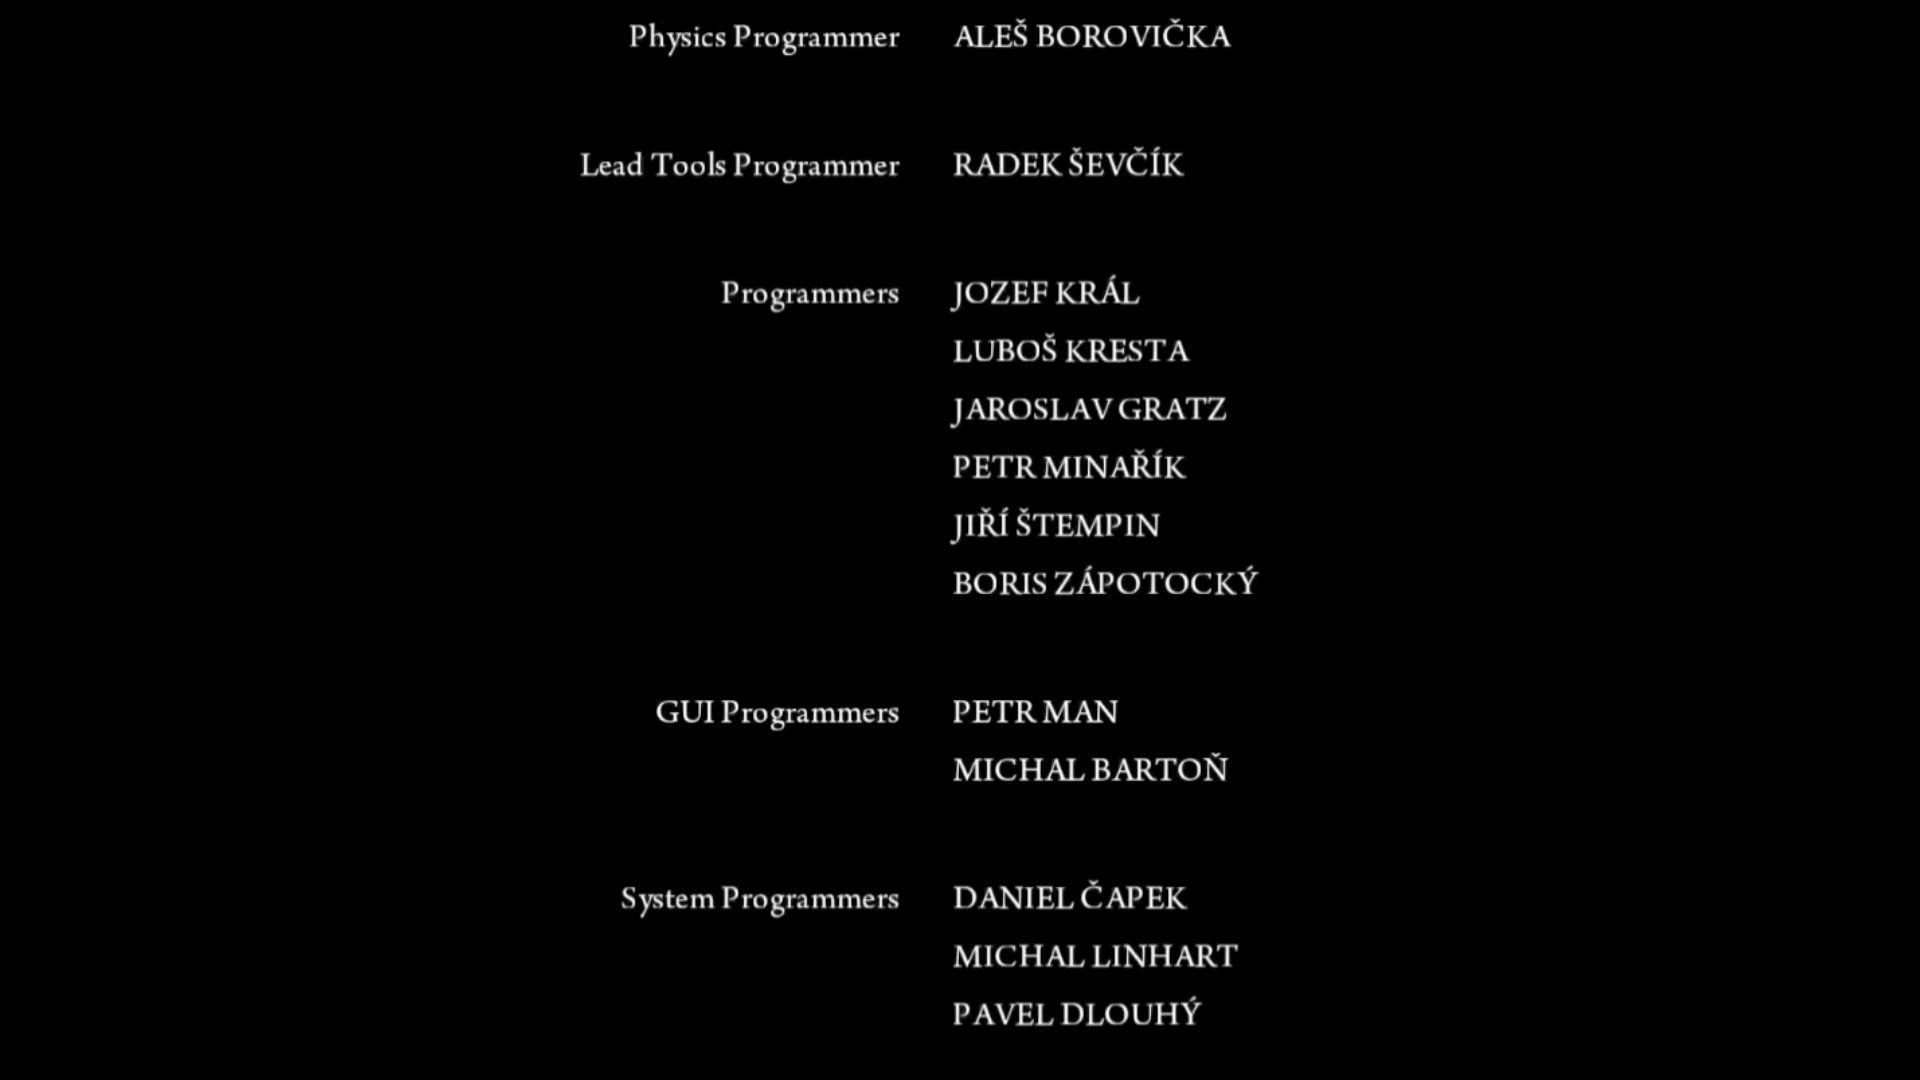 Physics Programmer ALEŠ BOROVIČKA
Lead Tools Programmer RADEK ŠEVČÍK
Programmers JOZEF KRÁL
LUBOŠ KRESTA
JAROSLAV GRATZ
PETR MINAŘÍK
JIŘÍ ŠTEMPIN
BORIS ZÁPOTOCKÝ
GUI Programmers PETR MAN
MICHAL BARTOŇ
System Programmers DANIEL ČAPEK
MICHAL LINHART
PAVEL DLOUHÝ